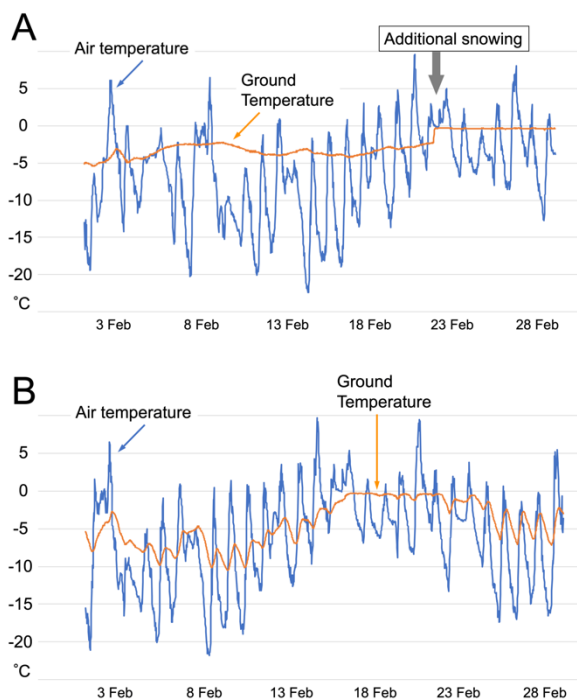 A
Air temperature
Additional snowing
Ground
Temperature
5
0
-5
-10
-15
-20
˚C
3 Feb 8 Feb 13 Feb 18 Feb 23 Feb 28 Feb
B
Air temperature
Ground
Temperature
5
0
-5
-10
-15
-20
˚C
3 Feb 8 Feb 13 Feb 18 Feb 23 Feb 28 Feb